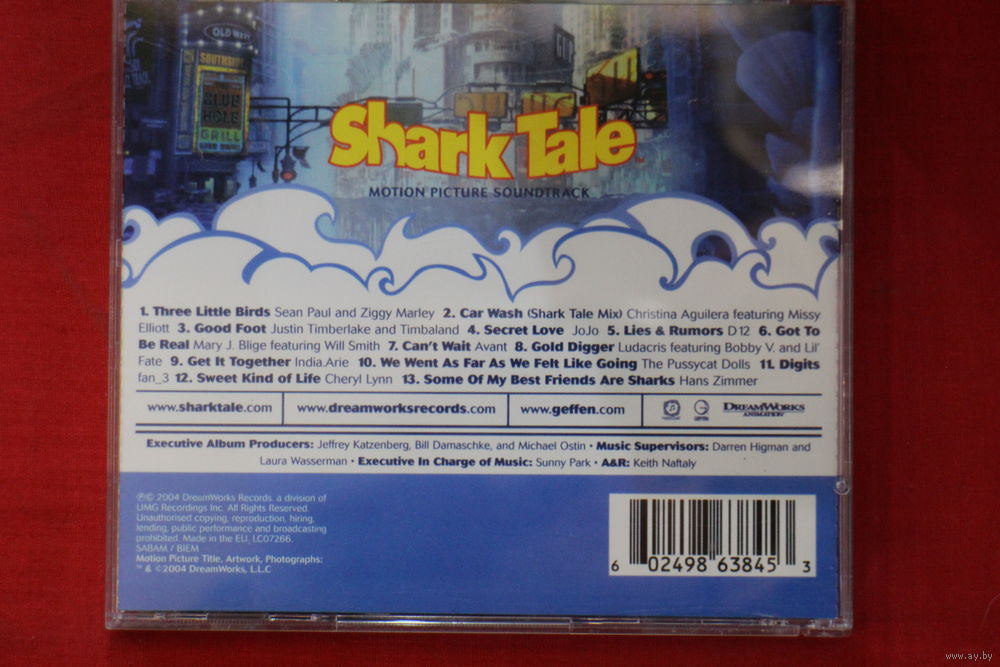 OLD WAVE
SOUTHSIDE
THE
BLUE
HOLE
GRILL
Shark Tale
MOTION PICTURE SOUNDTRACK
1. Three Little Birds Sean Paul and Ziggy Marley 2. Car Wash (Shark Tale Mix) Christina Aguilera featuring Missy
Elliott 3. Good Foot Justin Timberlake and Timbaland 4. Secret Love JoJo 5. Lies & Rumors D12 6. Got To
Be Real Mary J. Blige featuring Will Smith 7. Can't Wait Avant 8. Gold Digger Ludacris featuring Bobby V. and Lil'
Fate 9. Get It Together India.Arie 10. We Went As Far As We Felt Like Going The Pussycat Dolls 11. Digits
fan_3 12. Sweet Kind of Life Cheryl Lynn 13. Some Of My Best Friends Are Sharks Hans Zimmer
www.sharktale.com www.dreamworksrecords.com www.geffen.com GEFFEN DREAMWORKS
ANIMATION
Executive Album Producers: Jeffrey Katzenberg, Bill Damaschke, and Michael Ostin • Music Supervisors: Darren Higman and
Laura Wasserman • Executive In Charge of Music: Sunny Park • A&R: Keith Naftaly
℗© 2004 DreamWorks Records, a division of
UMG Recordings Inc. All Rights Reserved.
Unauthorised copying, reproduction, hiring,
lending, public performance and broadcasting
prohibited. Made in the EU, LC07266.
SABAM / BIEM
Motion Picture Title, Artwork, Photographs:
™ & ©2004 DreamWorks, L.L.C
6 02498 63845 3
www.ay.by